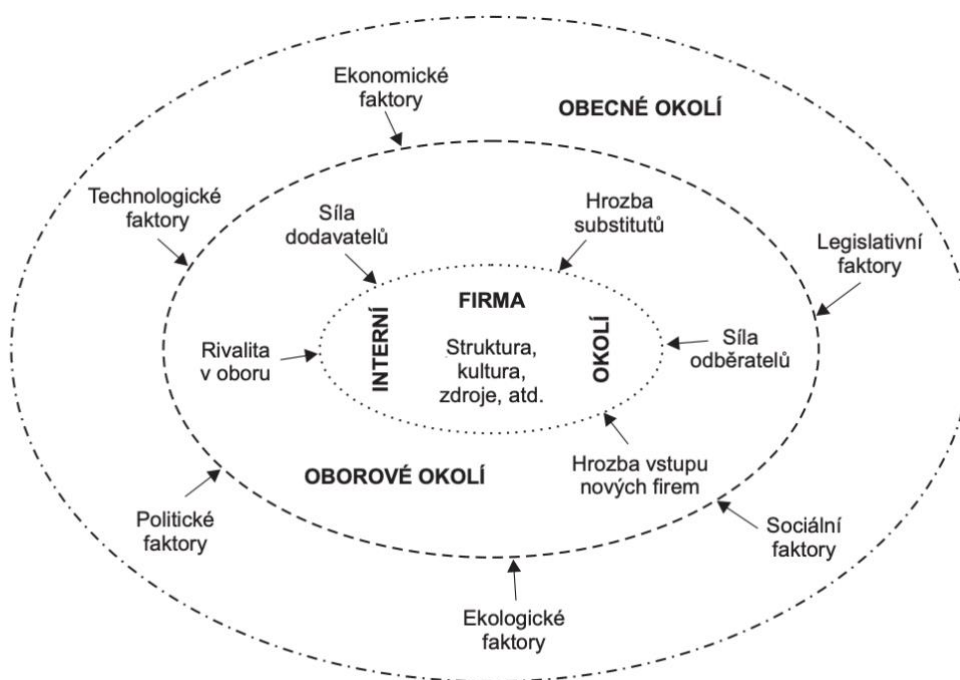 Ekonomické
faktory
OBECNÉ OKOLÍ
Technologické
faktory
Síla
dodavatelů
Hrozba
substitutů
Legislativní
faktory
FIRMA
INTERNÍ
Struktura,
kultura,
zdroje, atd.
OKOLÍ
Rivalita
v oboru
Síla
odběratelů
OBOROVÉ OKOLÍ
Hrozba vstupu
nových firem
Politické
faktory
Sociální
faktory
Ekologické
faktory